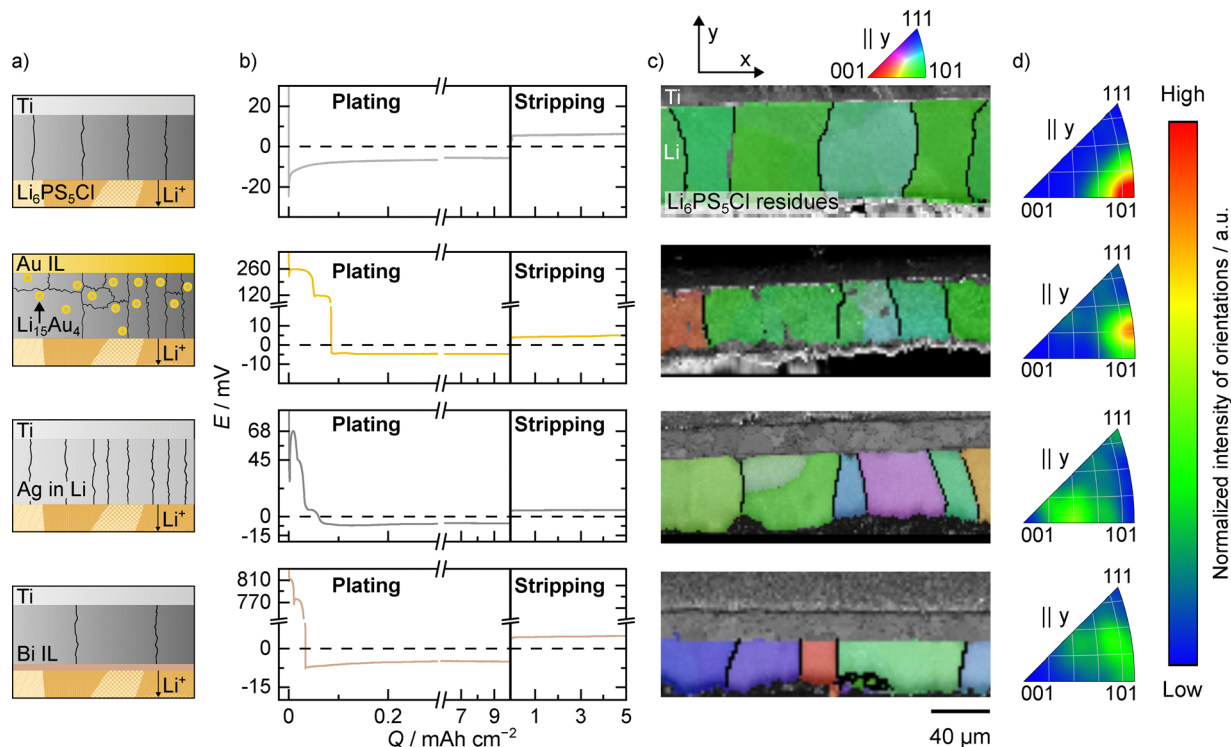 a)
Ti
Li₆PS₅Cl
Li⁺
Au IL
Li₁₅Au₄
Li⁺
Ti
Ag in Li
Li⁺
Ti
Bi IL
Li⁺
b)
E / mV
Plating
Stripping
20
0
-20
Plating
Stripping
260
120
10
0
-10
Plating
Stripping
68
45
0
-15
Plating
Stripping
810
770
0
-15
0
0.2
7
9
1
3
5
Q / mAh cm⁻²
c)
y
x
|| y
111
001
101
Ti
Li
Li₆PS₅Cl residues
40 µm
d)
111
|| y
001
101
111
|| y
001
101
111
|| y
001
101
111
|| y
001
101
High
Normalized intensity of orientations / a.u.
Low